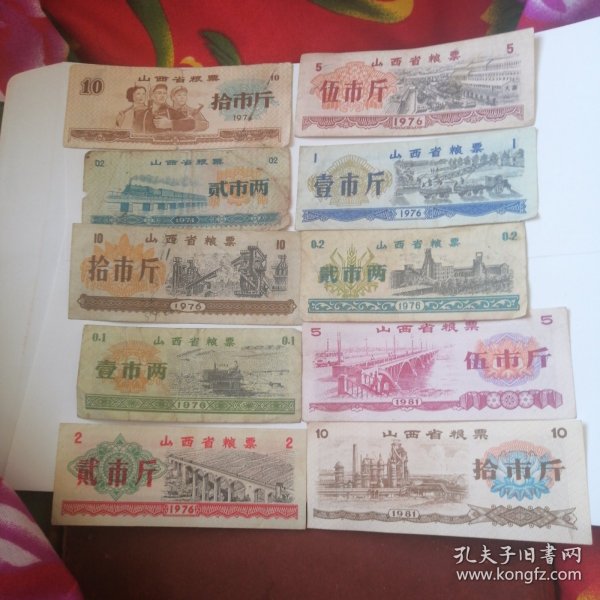 10 山西省粮票 10
拾市斤
1974
5 山西省粮票 5
伍市斤
1976
02 山西省粮票 02
贰市两
1973
1 山西省粮票 1
壹市斤
1976
10 山西省粮票 10
拾市斤
1976
0.2 山西省粮票 0.2
贰市两
1976
0.1 山西省粮票 0.1
壹市两
1976
5 山西省粮票 5
伍市斤
1981
2 山西省粮票 2
贰市斤
1976
10 山西省粮票 10
拾市斤
1981
孔夫子旧书网
www.kongfz.com